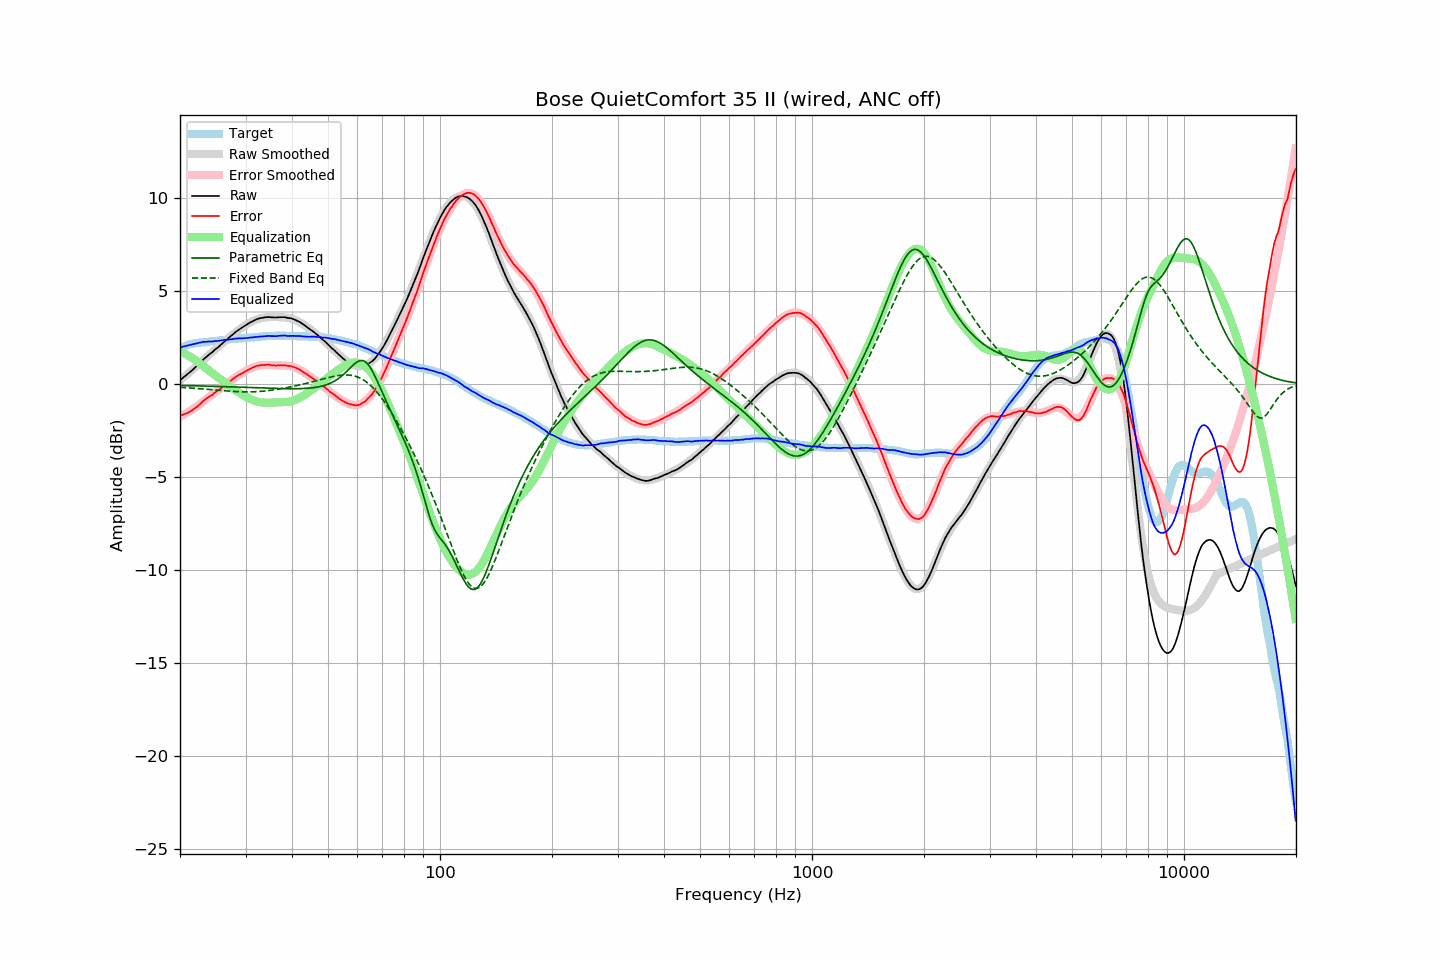 Bose QuietComfort 35 II (wired, ANC off)
Target
Raw Smoothed
Error Smoothed
Raw
Error
Equalization
Parametric Eq
Fixed Band Eq
Equalized
10
5
0
−5
−10
−15
−20
−25
Amplitude (dBr)
100
1000
10000
Frequency (Hz)